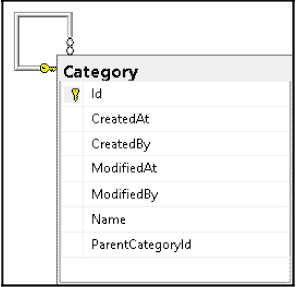 Category
Id
CreatedAt
CreatedBy
ModifiedAt
ModifiedBy
Name
ParentCategoryId